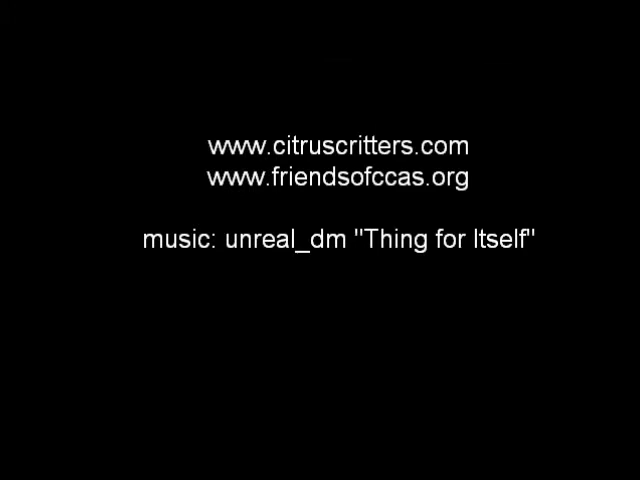 www.citruscritters.com
www.friendsofccas.org
music: unreal_dm "Thing for Itself"